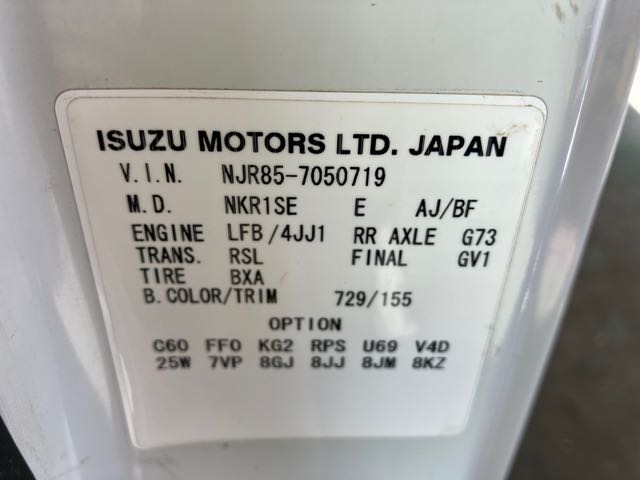 ISUZU MOTORS LTD. JAPAN
V.I.N. NJR85-7050719
M.D. NKR1SE E AJ/BF
ENGINE LFB/4JJ1 RR AXLE G73
TRANS. RSL FINAL GV1
TIRE BXA
B.COLOR/TRIM 729/155
OPTION
C60 FF0 KG2 RPS U69 V4D
25W 7VP 8GJ 8JJ 8JM 8KZ